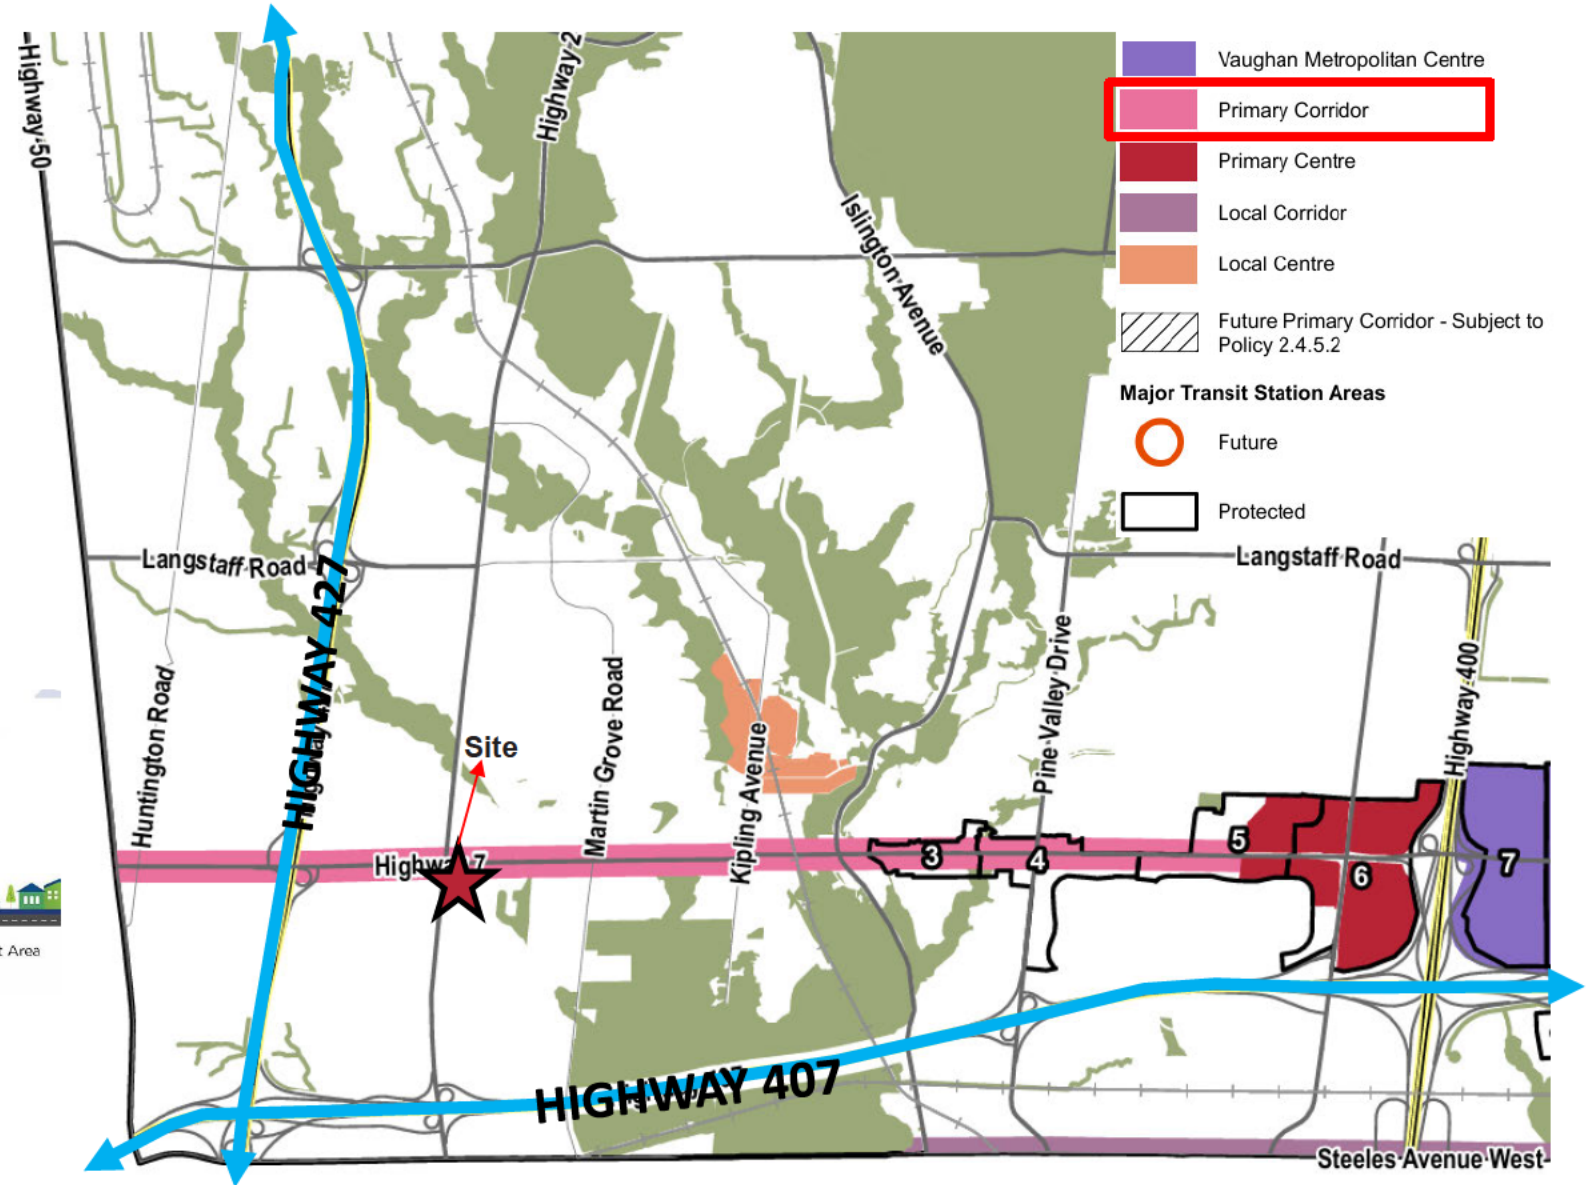 Highway 50
Highway 2
Islington Avenue
Vaughan Metropolitan Centre
Primary Corridor
Primary Centre
Local Corridor
Local Centre
Future Primary Corridor - Subject to
Policy 2.4.5.2
Major Transit Station Areas
Future
Protected
Langstaff Road
Langstaff Road
HIGHWAY 427
Huntington Road
Site
Martin Grove Road
Kipling Avenue
Pine Valley Drive
Highway 400
Highway 7
3
4
5
6
7
t Area
HIGHWAY 407
Steeles Avenue West